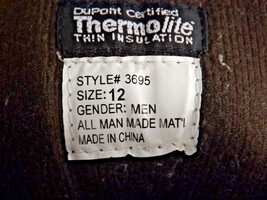 DuPont Certified
Thermolite
THIN INSULATION
STYLE# 3695
SIZE: 12
GENDER: MEN
ALL MAN MADE MAT'L
MADE IN CHINA